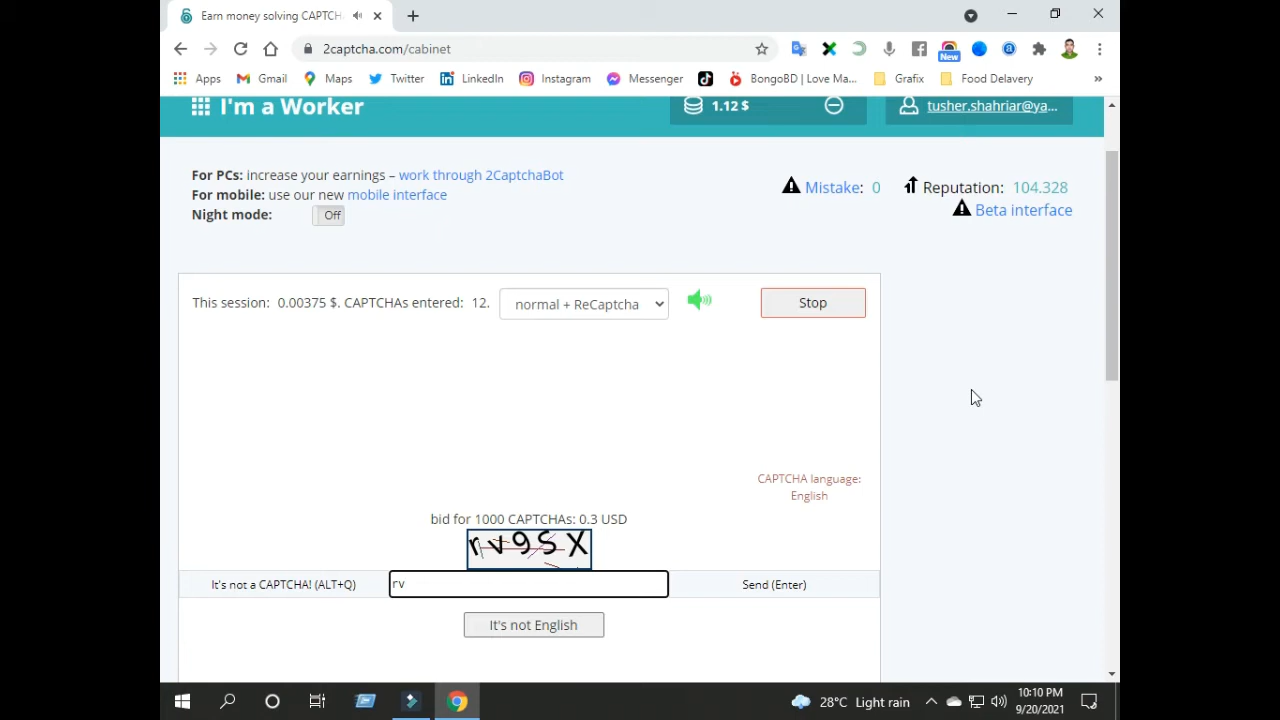 Earn money solving CAPTCH
2captcha.com/cabinet
New
Apps Gmail Maps Twitter LinkedIn Instagram Messenger BongoBD | Love Ma... Grafix Food Delavery »
I'm a Worker 1.12 $ tusher.shahriar@ya...
For PCs: increase your earnings – work through 2CaptchaBot
For mobile: use our new mobile interface
Night mode: Off
Mistake: 0 Reputation: 104.328
Beta interface
This session: 0.00375 $. CAPTCHAs entered: 12. normal + ReCaptcha Stop
CAPTCHA language:
English
bid for 1000 CAPTCHAs: 0.3 USD
rv9SX
It's not a CAPTCHA! (ALT+Q) rv Send (Enter)
It's not English
28°C Light rain
10:10 PM
9/20/2021